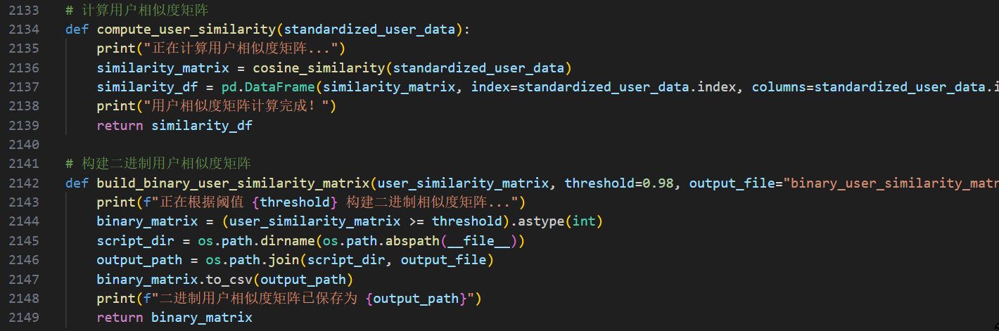 2133 # 计算用户相似度矩阵
2134 def compute_user_similarity(standardized_user_data):
2135     print("正在计算用户相似度矩阵...")
2136     similarity_matrix = cosine_similarity(standardized_user_data)
2137     similarity_df = pd.DataFrame(similarity_matrix, index=standardized_user_data.index, columns=standardized_user_data.i
2138     print("用户相似度矩阵计算完成！")
2139     return similarity_df
2140
2141 # 构建二进制用户相似度矩阵
2142 def build_binary_user_similarity_matrix(user_similarity_matrix, threshold=0.98, output_file="binary_user_similarity_matr
2143     print(f"正在根据阈值 {threshold} 构建二进制相似度矩阵...")
2144     binary_matrix = (user_similarity_matrix >= threshold).astype(int)
2145     script_dir = os.path.dirname(os.path.abspath(__file__))
2146     output_path = os.path.join(script_dir, output_file)
2147     binary_matrix.to_csv(output_path)
2148     print(f"二进制用户相似度矩阵已保存为 {output_path}")
2149     return binary_matrix